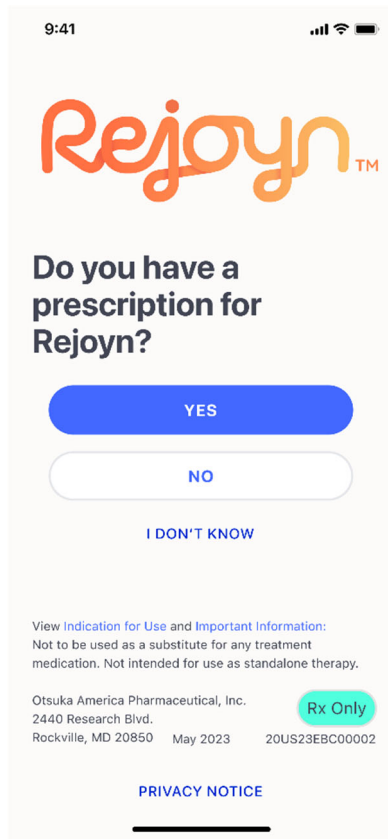 9:41
Rejoyn™
Do you have a
prescription for
Rejoyn?
YES
NO
I DON'T KNOW
View Indication for Use and Important Information:
Not to be used as a substitute for any treatment
medication. Not intended for use as standalone therapy.
Otsuka America Pharmaceutical, Inc.
2440 Research Blvd.
Rx Only
Rockville, MD 20850 May 2023 20US23EBC00002
PRIVACY NOTICE